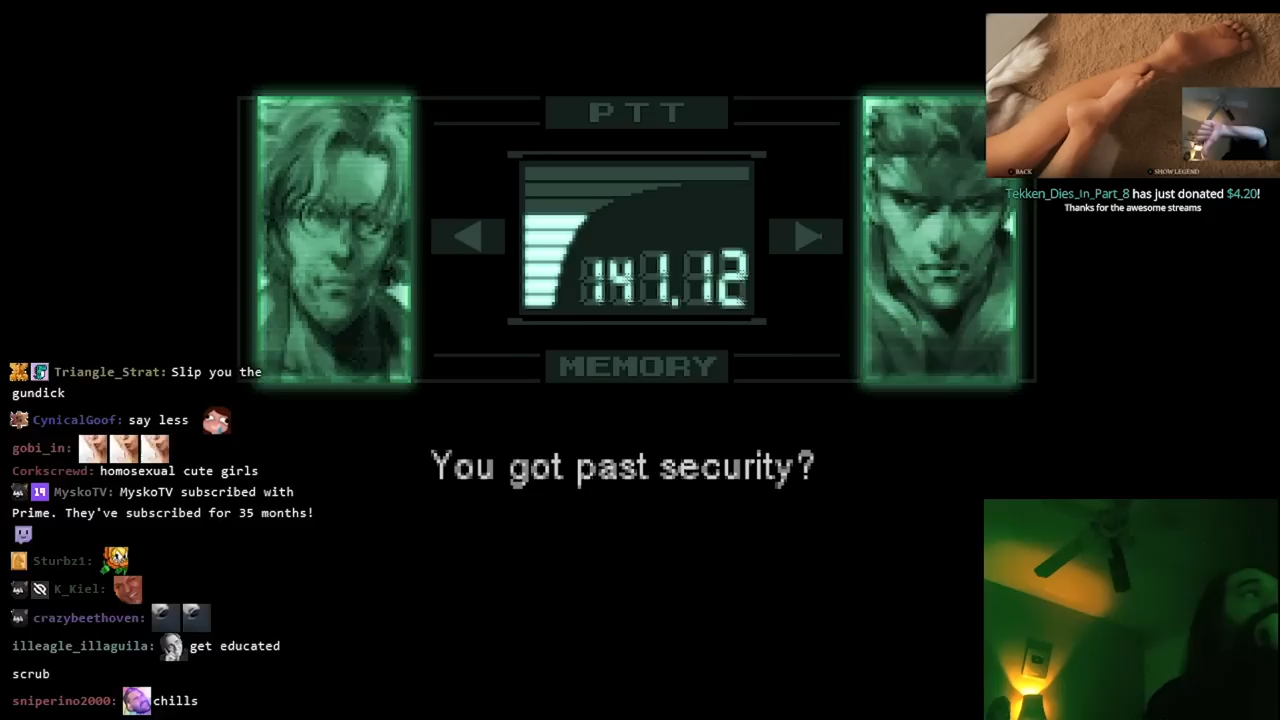 PTT
BACK
SHOW LEGEND
Tekken_Dies_In_Part_8 has just donated $4.20!
Thanks for the awesome streams
141.12
MEMORY
Triangle_Strat: Slip you the
gundick
CynicalGoof: say less
gobi_in:
Corkscrewd: homosexual cute girls
14 MyskoTV: MyskoTV subscribed with
Prime. They've subscribed for 35 months!
Sturbz1:
K_Kiel:
crazybeethoven:
illeagle_illaguila: get educated
scrub
sniperino2000: chills
You got past security?